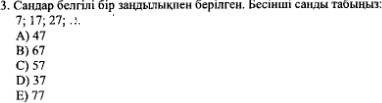 3. Сандар белгілі бір заңдылықпен берілген. Бесінші санды табыңыз:
7; 17; 27; ...
A) 47
B) 67
C) 57
D) 37
E) 77